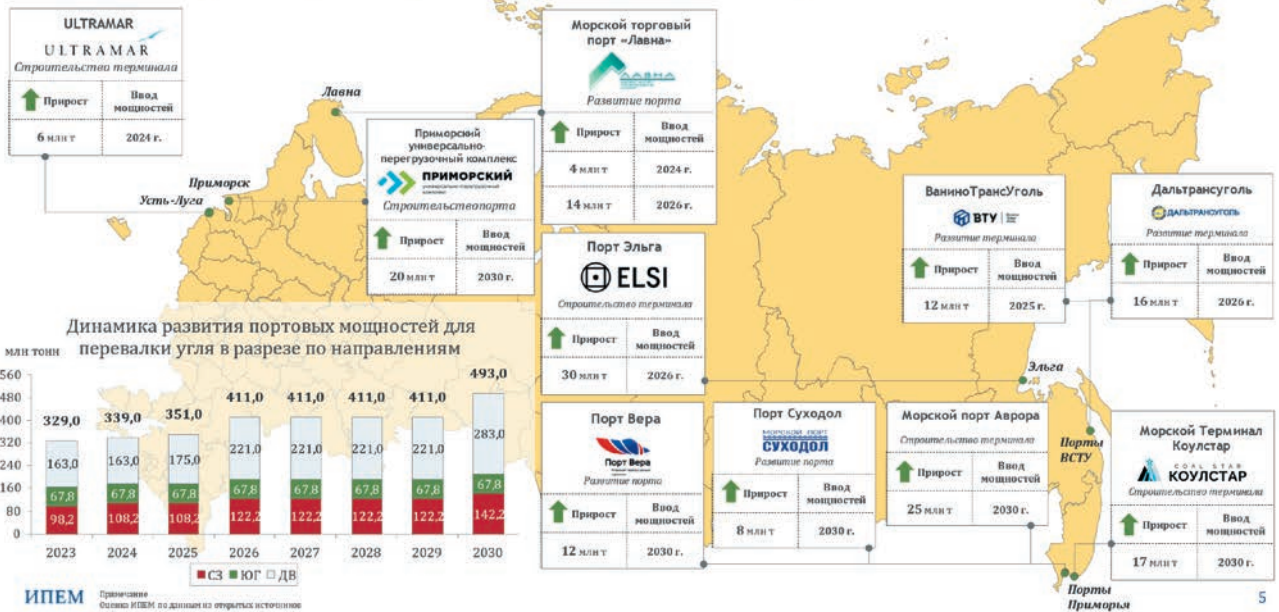 ULTRAMAR
ULTRAMAR
Строительство терминала
Прирост
Ввод
мощностей
6 млн т
2024 г.
Лавна
Морской торговый
порт «Лавна»
ЛАВНА
Развитие порта
Прирост
Ввод
мощностей
4 млн т
2024 г.
14 млн т
2026 г.
Приморск
Усть-Луга
Приморский
универсально-
перегрузочный комплекс
ПРИМОРСКИЙ
Строительствопорта
Прирост
Ввод
мощностей
20 млн т
2030 г.
Порт Эльга
ELSI
Строительство терминала
Прирост
Ввод
мощностей
30 млн т
2026 г.
ВаниноТрансУголь
ВТУ
Развитие терминала
Прирост
Ввод
мощностей
12 млн т
2025 г.
Дальтрансуголь
ДАЛЬТРАНСУГОЛЬ
Развитие терминала
Прирост
Ввод
мощностей
16 млн т
2026 г.
Эльга
Порты
ВСТУ
Порт Вера
Порт Вера
Развитие порта
Прирост
Ввод
мощностей
12 млн т
2030 г.
Порт Суходол
МОРСКОЙ ПОРТ
СУХОДОЛ
Развитие порта
Прирост
Ввод
мощностей
8 млн т
2030 г.
Морской порт Аврора
Строительство терминала
Прирост
Ввод
мощностей
25 млн т
2030 г.
Морской Терминал
Коулстар
COAL STAR
КОУЛСТАР
Строительство терминала
Прирост
Ввод
мощностей
17 млн т
2030 г.
Порты
Приморья
Динамика развития портовых мощностей для
перевалки угля в разрезе по направлениям
млн тонн
560
480
400
320
240
160
80
0
329,0 339,0 351,0 411,0 411,0 411,0 411,0 493,0
163,0 163,0 175,0 221,0 221,0 221,0 221,0 283,0
67,8 67,8 67,8 67,8 67,8 67,8 67,8 67,8
98,2 108,2 108,2 122,2 122,2 122,2 122,2 142,2
2023 2024 2025 2026 2027 2028 2029 2030
СЗ ЮГ ДВ
ИПЕМ
Примечание
Оценка ИПЕМ по данным из открытых источников
5